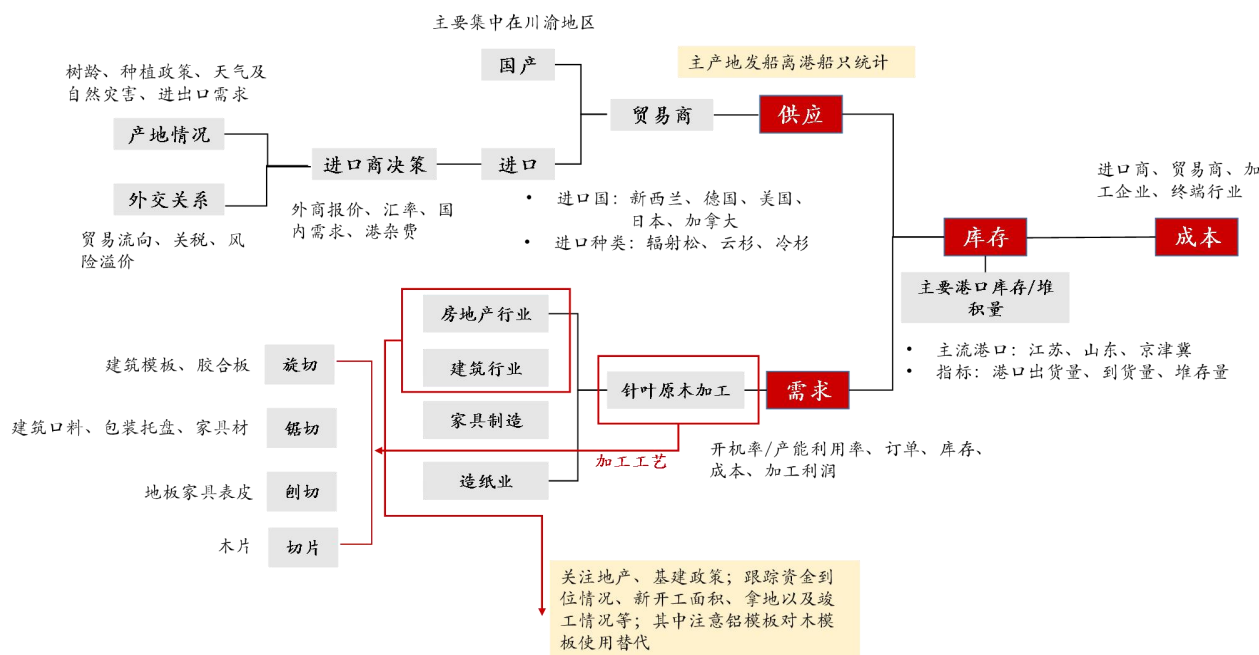 主要集中在川渝地区
国产
主产地发船离港船只统计
树龄、种植政策、天气及
自然灾害、进出口需求
贸易商
供应
产地情况
进口商决策
进口
进口商、贸易商、加
工企业、终端行业
外交关系
外商报价、汇率、国
内需求、港杂费
• 进口国：新西兰、德国、美国、
日本、加拿大
• 进口种类：辐射松、云杉、冷杉
贸易流向、关税、风
险溢价
库存
成本
主要港口库存/堆
积量
房地产行业
• 主流港口：江苏、山东、京津冀
• 指标：港口出货量、到货量、堆存量
建筑模板、胶合板
旋切
建筑行业
针叶原木加工
需求
建筑口料、包装托盘、家具材
锯切
家具制造
加工工艺
开机率/产能利用率、订单、库存、
成本、加工利润
地板家具表皮
刨切
造纸业
木片
切片
关注地产、基建政策；跟踪资金到
位情况、新开工面积、拿地以及竣
工情况等；其中注意铝模板对木模
板使用替代